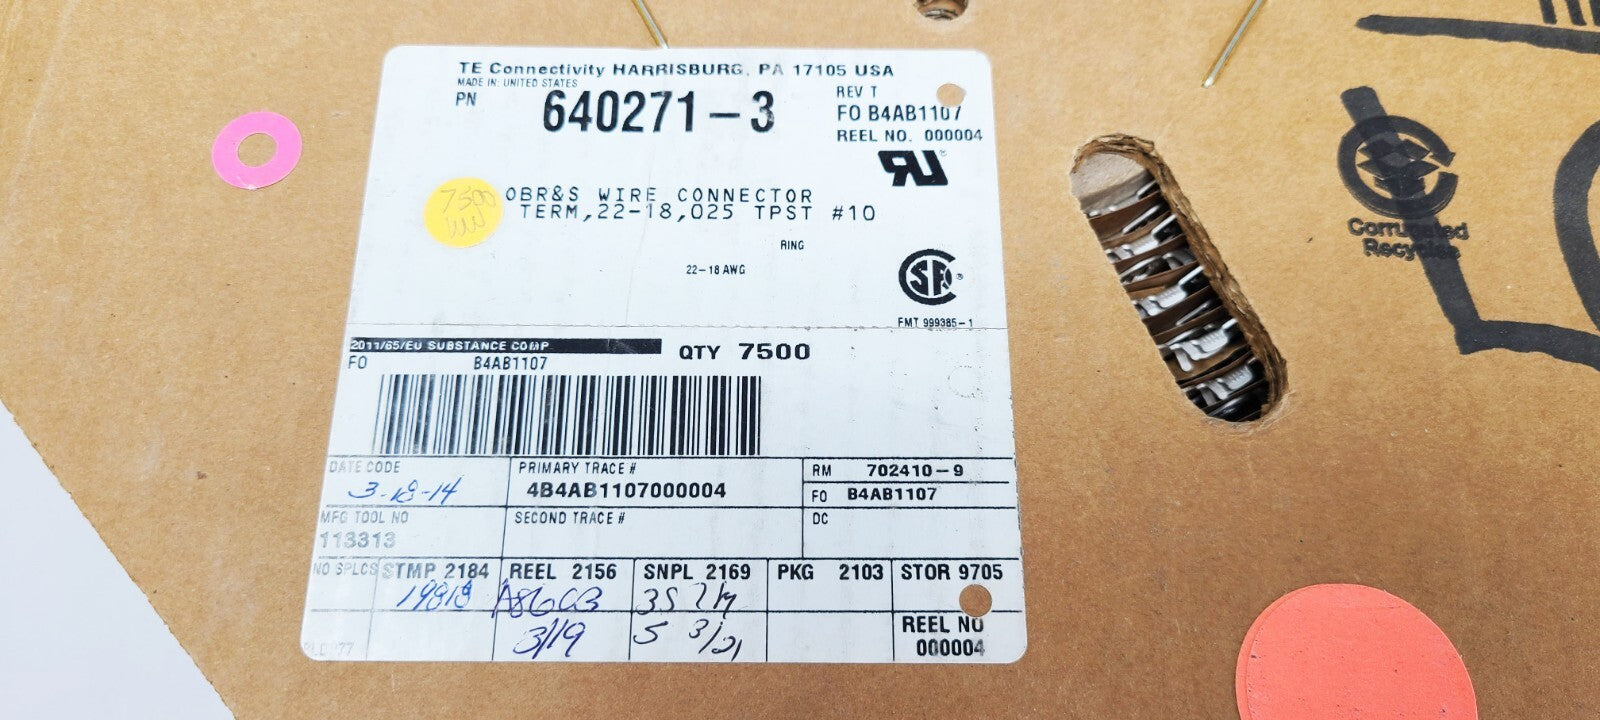 TE Connectivity HARRISBURG, PA 17105 USA
MADE IN: UNITED STATES
PN 640271-3
REV T
FO B4AB1107
REEL NO. 000004
7500
OBR&S WIRE CONNECTOR
TERM,22-18,025 TPST #10
RING
22-18 AWG
FMT 999385-1
2011/65/EU SUBSTANCE COMP
QTY 7500
FO B4AB1107
DATE CODE
PRIMARY TRACE #
4B4AB1107000004
RM 702410-9
FO B4AB1107
MFG TOOL NO
113313
SECOND TRACE #
DC
NO SPLCS
STMP 2184
REEL 2156
3/19
SNPL 2169
PKG 2103
STOR 9705
REEL NO
000004
Corrugated
Recycles